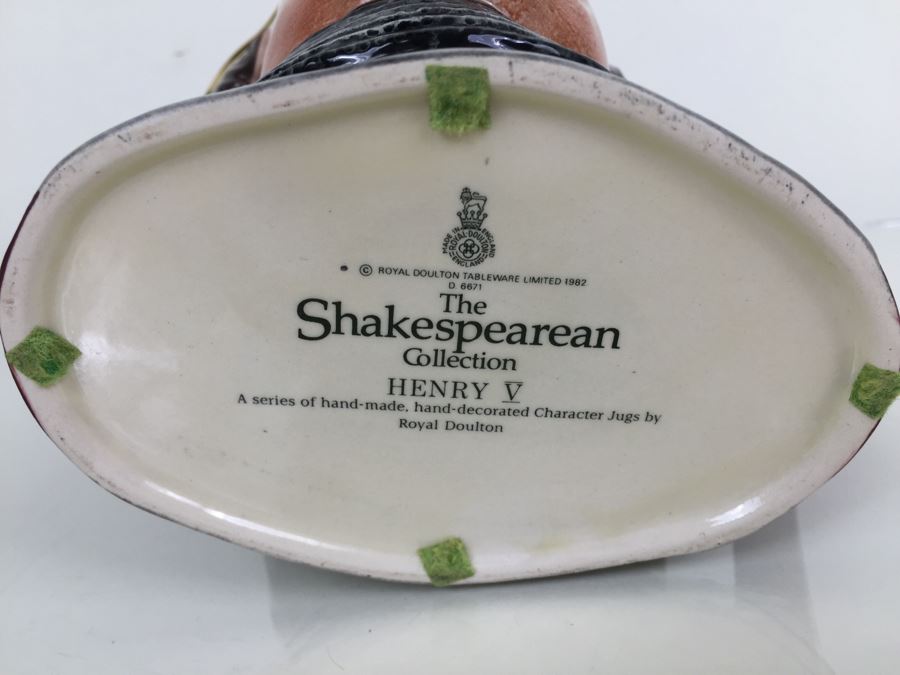 MADE IN ENGLAND
ROYAL·DOULTON
ENGLAND
© ROYAL DOULTON TABLEWARE LIMITED 1982
D. 6671
The
Shakespearean
Collection
HENRY V
A series of hand-made, hand-decorated Character Jugs by
Royal Doulton